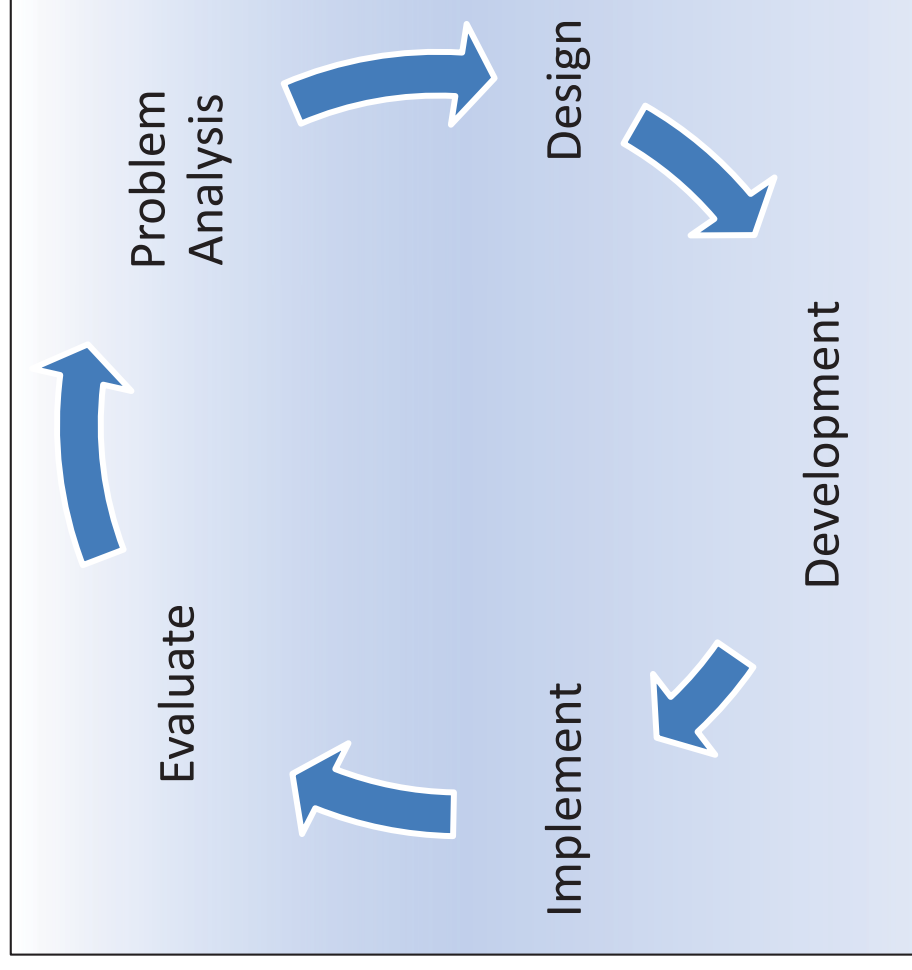 Problem
Analysis
Design
Development
Implement
Evaluate